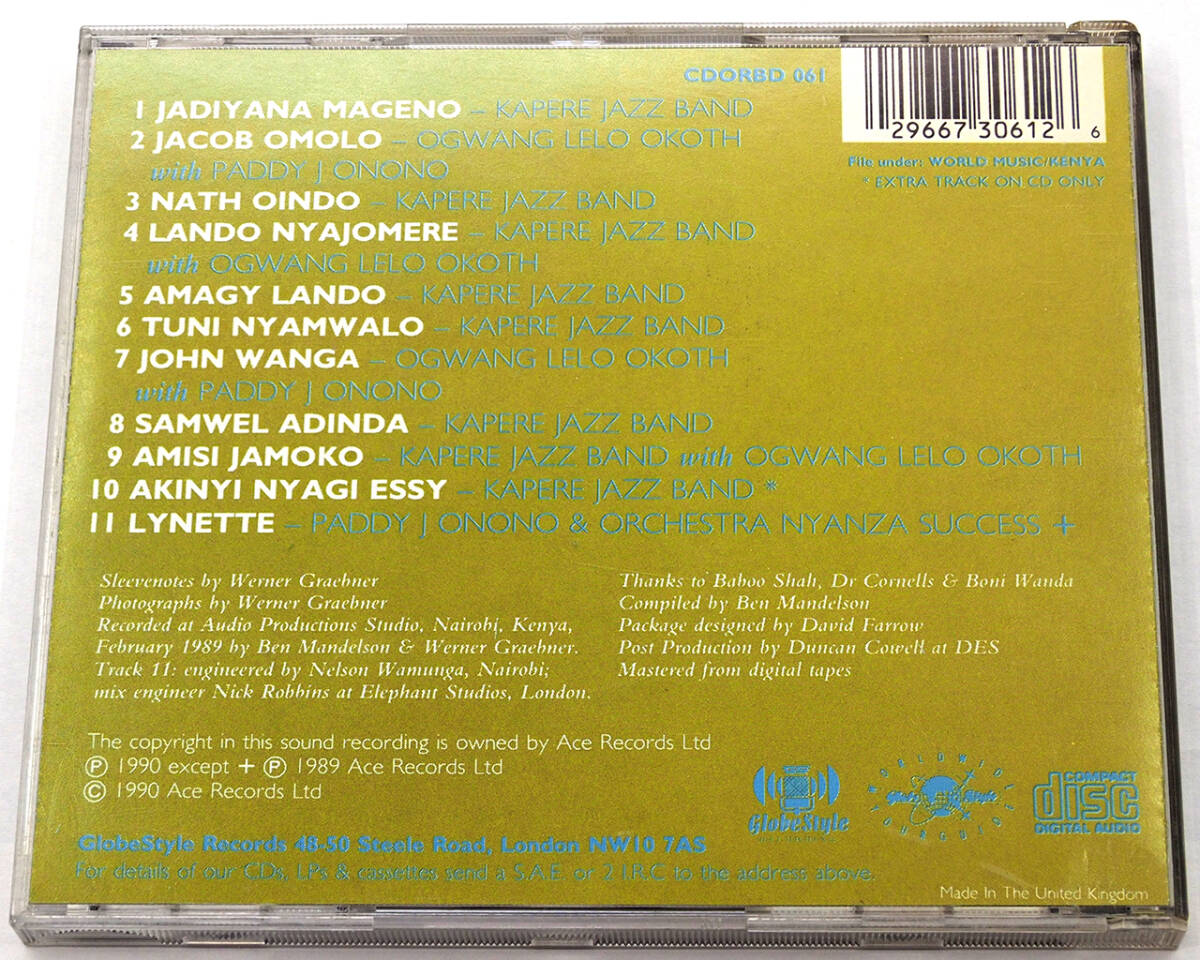 CDORBD 061
29667 30612 6
File under: WORLD MUSIC/KENYA
* EXTRA TRACK ON CD ONLY
1 JADIYANA MAGENO – KAPERE JAZZ BAND
2 JACOB OMOLO – OGWANG LELO OKOTH
with PADDY J ONONO
3 NATH OINDO – KAPERE JAZZ BAND
4 LANDO NYAJOMERE – KAPERE JAZZ BAND
with OGWANG LELO OKOTH
5 AMAGY LANDO – KAPERE JAZZ BAND
6 TUNI NYAMWALO – KAPERE JAZZ BAND
7 JOHN WANGA – OGWANG LELO OKOTH
with PADDY J ONONO
8 SAMWEL ADINDA – KAPERE JAZZ BAND
9 AMISI JAMOKO – KAPERE JAZZ BAND with OGWANG LELO OKOTH
10 AKINYI NYAGI ESSY – KAPERE JAZZ BAND *
11 LYNETTE – PADDY J ONONO & ORCHESTRA NYANZA SUCCESS +
Sleevenotes by Werner Graebner
Photographs by Werner Graebner
Recorded at Audio Productions Studio, Nairobi, Kenya,
February 1989 by Ben Mandelson & Werner Graebner.
Track 11: engineered by Nelson Wamunga, Nairobi;
mix engineer Nick Robbins at Elephant Studios, London.
Thanks to Baboo Shah, Dr Cornells & Boni Wanda
Compiled by Ben Mandelson
Package designed by David Farrow
Post Production by Duncan Cowell at DES
Mastered from digital tapes
The copyright in this sound recording is owned by Ace Records Ltd
Ⓟ 1990 except + Ⓟ 1989 Ace Records Ltd
© 1990 Ace Records Ltd
GlobeStyle
COMPACT
disc
DIGITAL AUDIO
GlobeStyle Records 48-50 Steele Road, London NW10 7AS
For details of our CDs, LPs & cassettes send a S.A.E. or 2 I.R.C to the address above.
Made In The United Kingdom